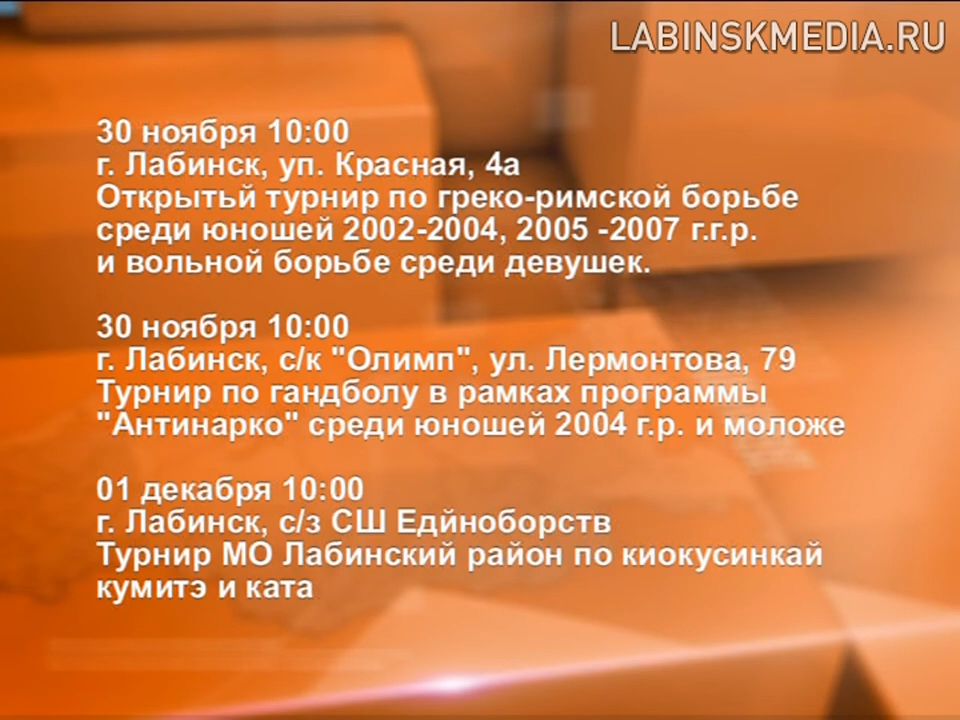 LABINSKMEDIA.RU
30 ноября 10:00
г. Лабинск, уп. Красная, 4а
Открытьй турнир по греко-римской борьбе
среди юношей 2002-2004, 2005 -2007 г.г.р.
и вольной борьбе среди девушек.
30 ноября 10:00
г. Лабинск, с/к "Олимп", ул. Лермонтова, 79
Турнир по гандболу в рамках программы
"Антинарко" среди юношей 2004 г.р. и моложе
01 декабря 10:00
г. Лабинск, с/з СШ Едйноборств
Турнир МО Лабинский район по киокусинкай
кумитэ и ката